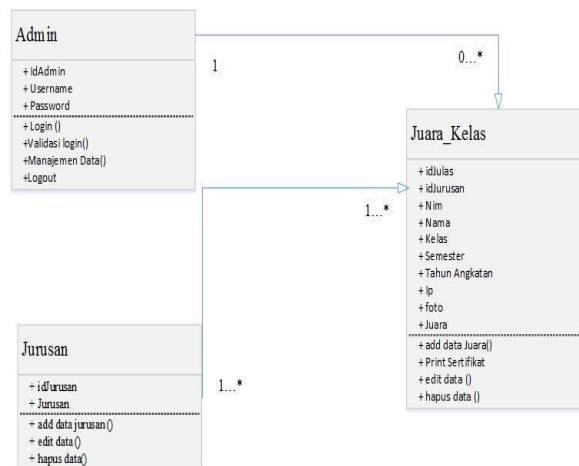 Admin
+ IdAdmin
+ Username
+ Password
+ Login ()
+Validasi login()
+Manajemen Data()
+Logout
1
0...*
Juara_Kelas
+ idJulas
+ idJurusan
+ Nim
+ Nama
+ Kelas
+ Semester
+ Tahun Angkatan
+ Ip
+ foto
+ Juara
+ add data Juara()
+ Print Sertifikat
+ edit data ()
+ hapus data ()
1...*
Jurusan
+ idJurusan
+ Jurusan
+ add data jurusan()
+ edit data ()
+ hapus data()
1...*